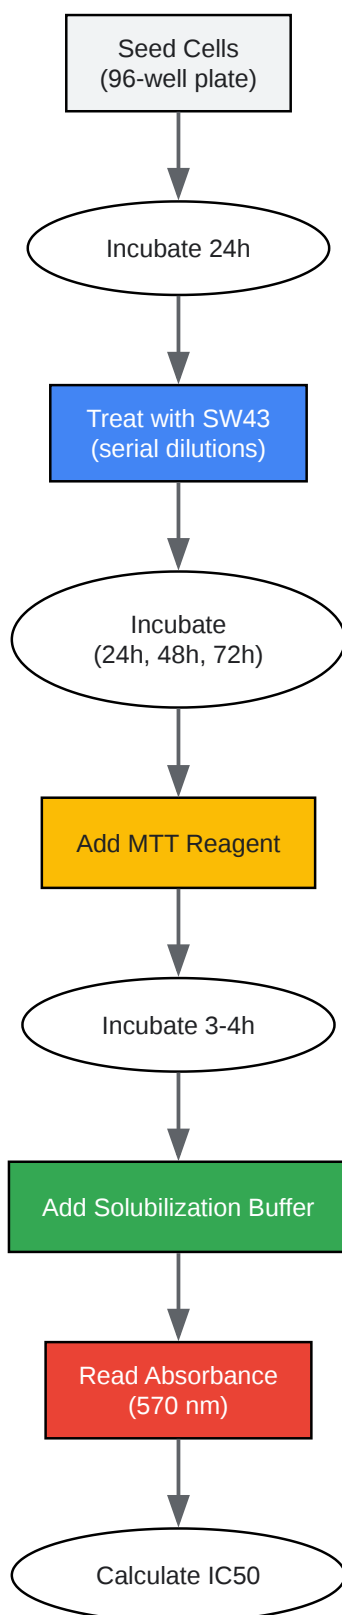 Seed Cells
(96-well plate)
Incubate 24h
Treat with SW43
(serial dilutions)
Incubate
(24h, 48h, 72h)
Add MTT Reagent
Incubate 3-4h
Add Solubilization Buffer
Read Absorbance
(570 nm)
Calculate IC50